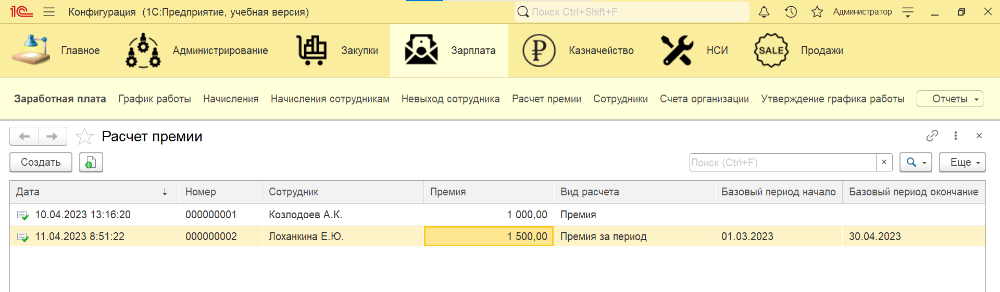 1С Конфигурация (1С:Предприятие, учебная версия) Поиск Ctrl+Shift+F Администратор
Главное Администрирование Закупки Зарплата Казначейство НСИ SALE Продажи
Заработная плата График работы Начисления Начисления сотрудникам Невыход сотрудника Расчет премии Сотрудники Счета организации Утверждение графика работы Отчеты
Расчет премии
Создать Поиск (Ctrl+F) × Еще
Дата ↓ Номер Сотрудник Премия Вид расчета Базовый период начало Базовый период окончание
10.04.2023 13:16:20 000000001 Козлодоев А.К. 1 000,00 Премия
11.04.2023 8:51:22 000000002 Лоханкина Е.Ю. 1 500,00 Премия за период 01.03.2023 30.04.2023